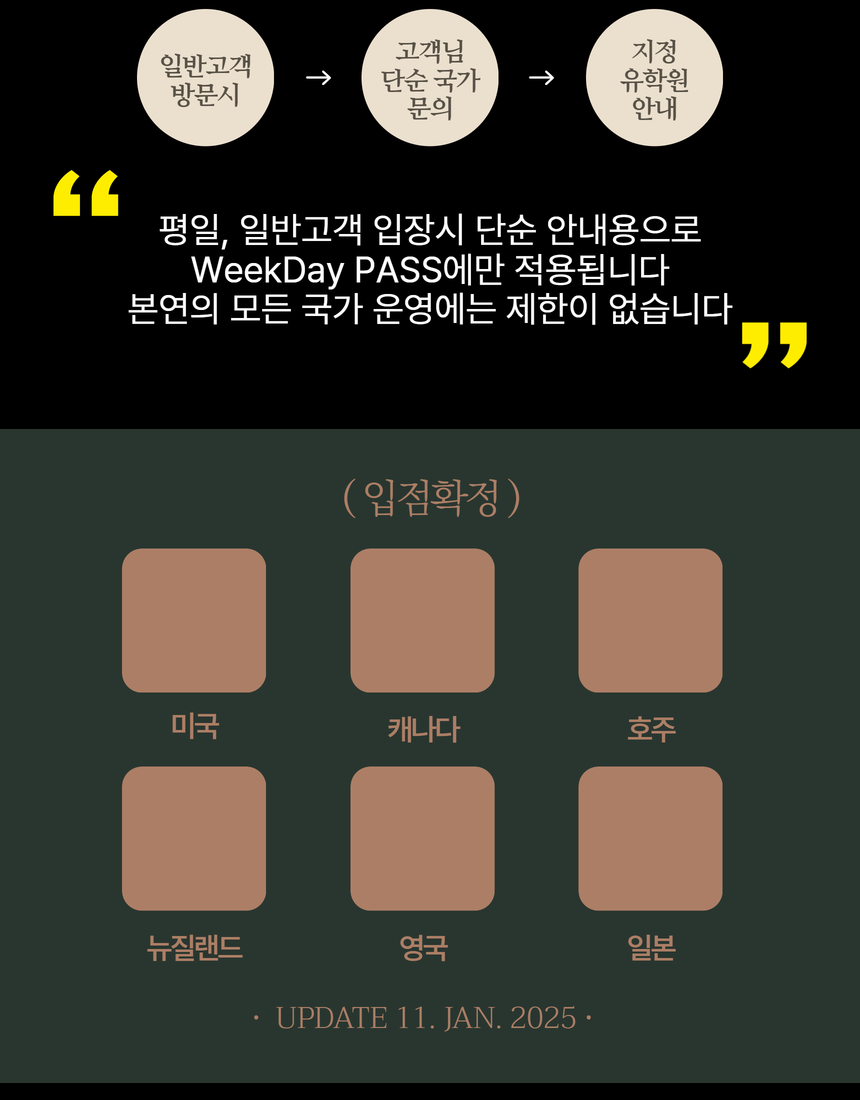 일반고객
방문시
→
고객님
단순 국가
문의
→
지정
유학원
안내
“
평일, 일반고객 입장시 단순 안내용으로
WeekDay PASS에만 적용됩니다
본연의 모든 국가 운영에는 제한이 없습니다
”
( 입점확정 )
미국 캐나다 호주
뉴질랜드 영국 일본
· UPDATE 11. JAN. 2025 ·